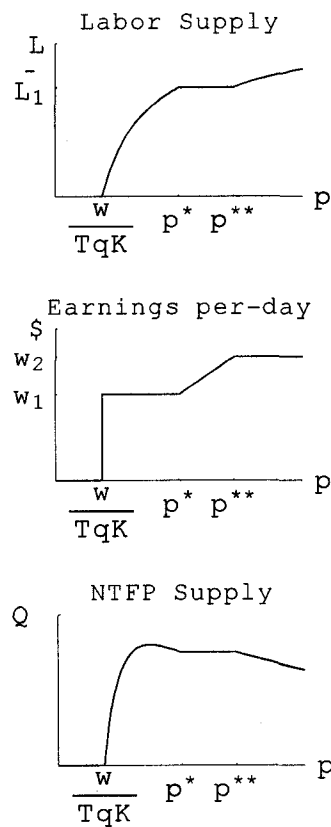 Labor Supply
L
L̄1
p
w
TqK
p* p**
Earnings per-day
$
w2
w1
p
w
TqK
p* p**
NTFP Supply
Q
p
w
TqK
p* p**